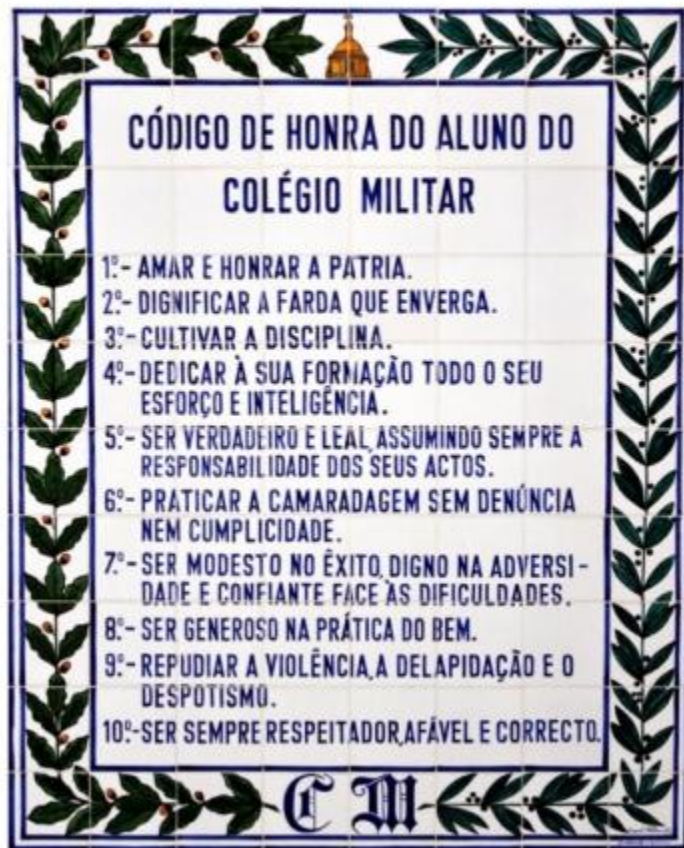 CÓDIGO DE HONRA DO ALUNO DO
COLÉGIO MILITAR
1º- AMAR E HONRAR A PATRIA.
2º- DIGNIFICAR A FARDA QUE ENVERGA.
3º- CULTIVAR A DISCIPLINA.
4º- DEDICAR À SUA FORMAÇÃO TODO O SEU
ESFORÇO E INTELIGÊNCIA.
5º- SER VERDADEIRO E LEAL, ASSUMINDO SEMPRE A
RESPONSABILIDADE DOS SEUS ACTOS.
6º- PRATICAR A CAMARADAGEM SEM DENÚNCIA
NEM CUMPLICIDADE.
7º- SER MODESTO NO ÊXITO, DIGNO NA ADVERSI-
DADE E CONFIANTE FACE ÀS DIFICULDADES.
8º- SER GENEROSO NA PRÁTICA DO BEM.
9º- REPUDIAR A VIOLÊNCIA, A DELAPIDAÇÃO E O
DESPOTISMO.
10º- SER SEMPRE RESPEITADOR, AFÁVEL E CORRECTO.
C M